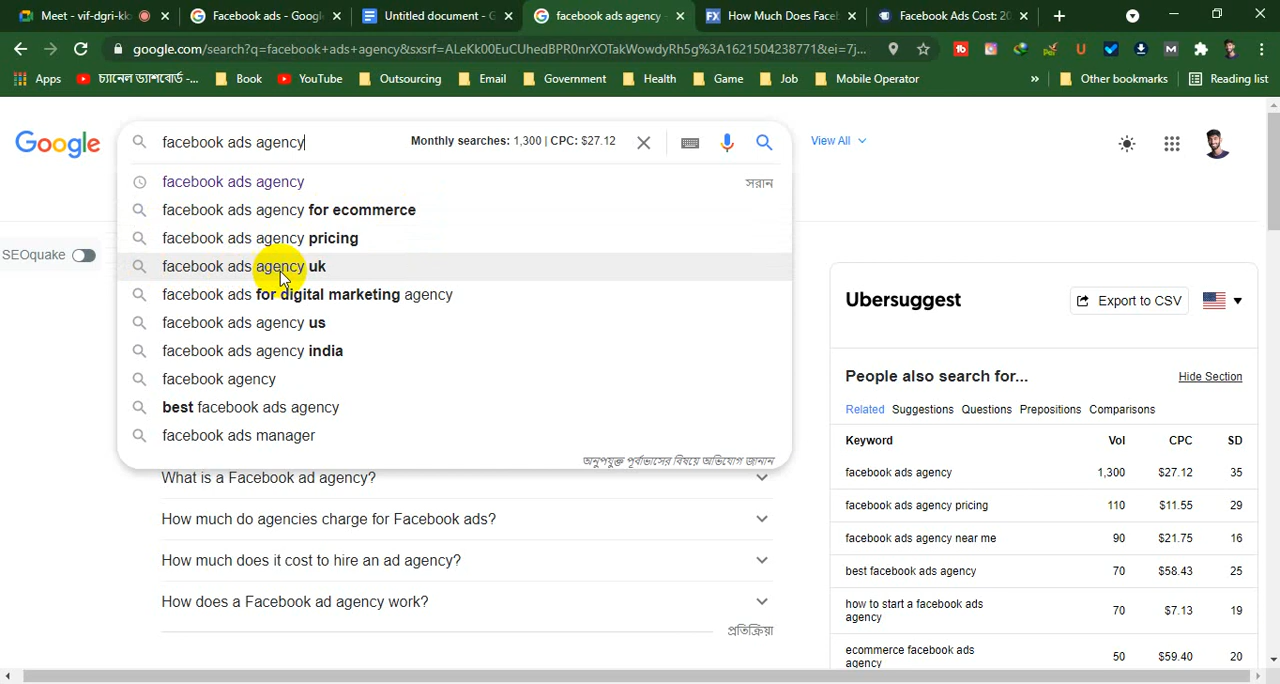 Meet - vif-dgri-kk
Facebook ads - Google
Untitled document - G
facebook ads agency
FX
How Much Does Facel
Facebook Ads Cost: 20
google.com/search?q=facebook+ads+agency&sxsrf=ALeKk00EuCUhedBPR0nrXOTakWowdyRh5g%3A1621504238771&ei=7j...
Apps
চ্যানেল ড্যাশবোর্ড -...
Book
YouTube
Outsourcing
Email
Government
Health
Game
Job
Mobile Operator
»
Other bookmarks
Reading list
Google
facebook ads agency
Monthly searches: 1,300 | CPC: $27.12
View All
facebook ads agency
সরান
facebook ads agency for ecommerce
facebook ads agency pricing
facebook ads agency uk
facebook ads for digital marketing agency
facebook ads agency us
facebook ads agency india
facebook agency
best facebook ads agency
facebook ads manager
অনুপযুক্ত পূর্বাভাসের বিষয়ে অভিযোগ জানান
SEOquake
What is a Facebook ad agency?
How much do agencies charge for Facebook ads?
How much does it cost to hire an ad agency?
How does a Facebook ad agency work?
প্রতিক্রিয়া
Ubersuggest
Export to CSV
People also search for...
Hide Section
Related Suggestions Questions Prepositions Comparisons
Keyword Vol CPC SD
facebook ads agency 1,300 $27.12 35
facebook ads agency pricing 110 $11.55 29
facebook ads agency near me 90 $21.75 16
best facebook ads agency 70 $58.43 25
how to start a facebook ads
agency 70 $7.13 19
ecommerce facebook ads
agency 50 $59.40 20